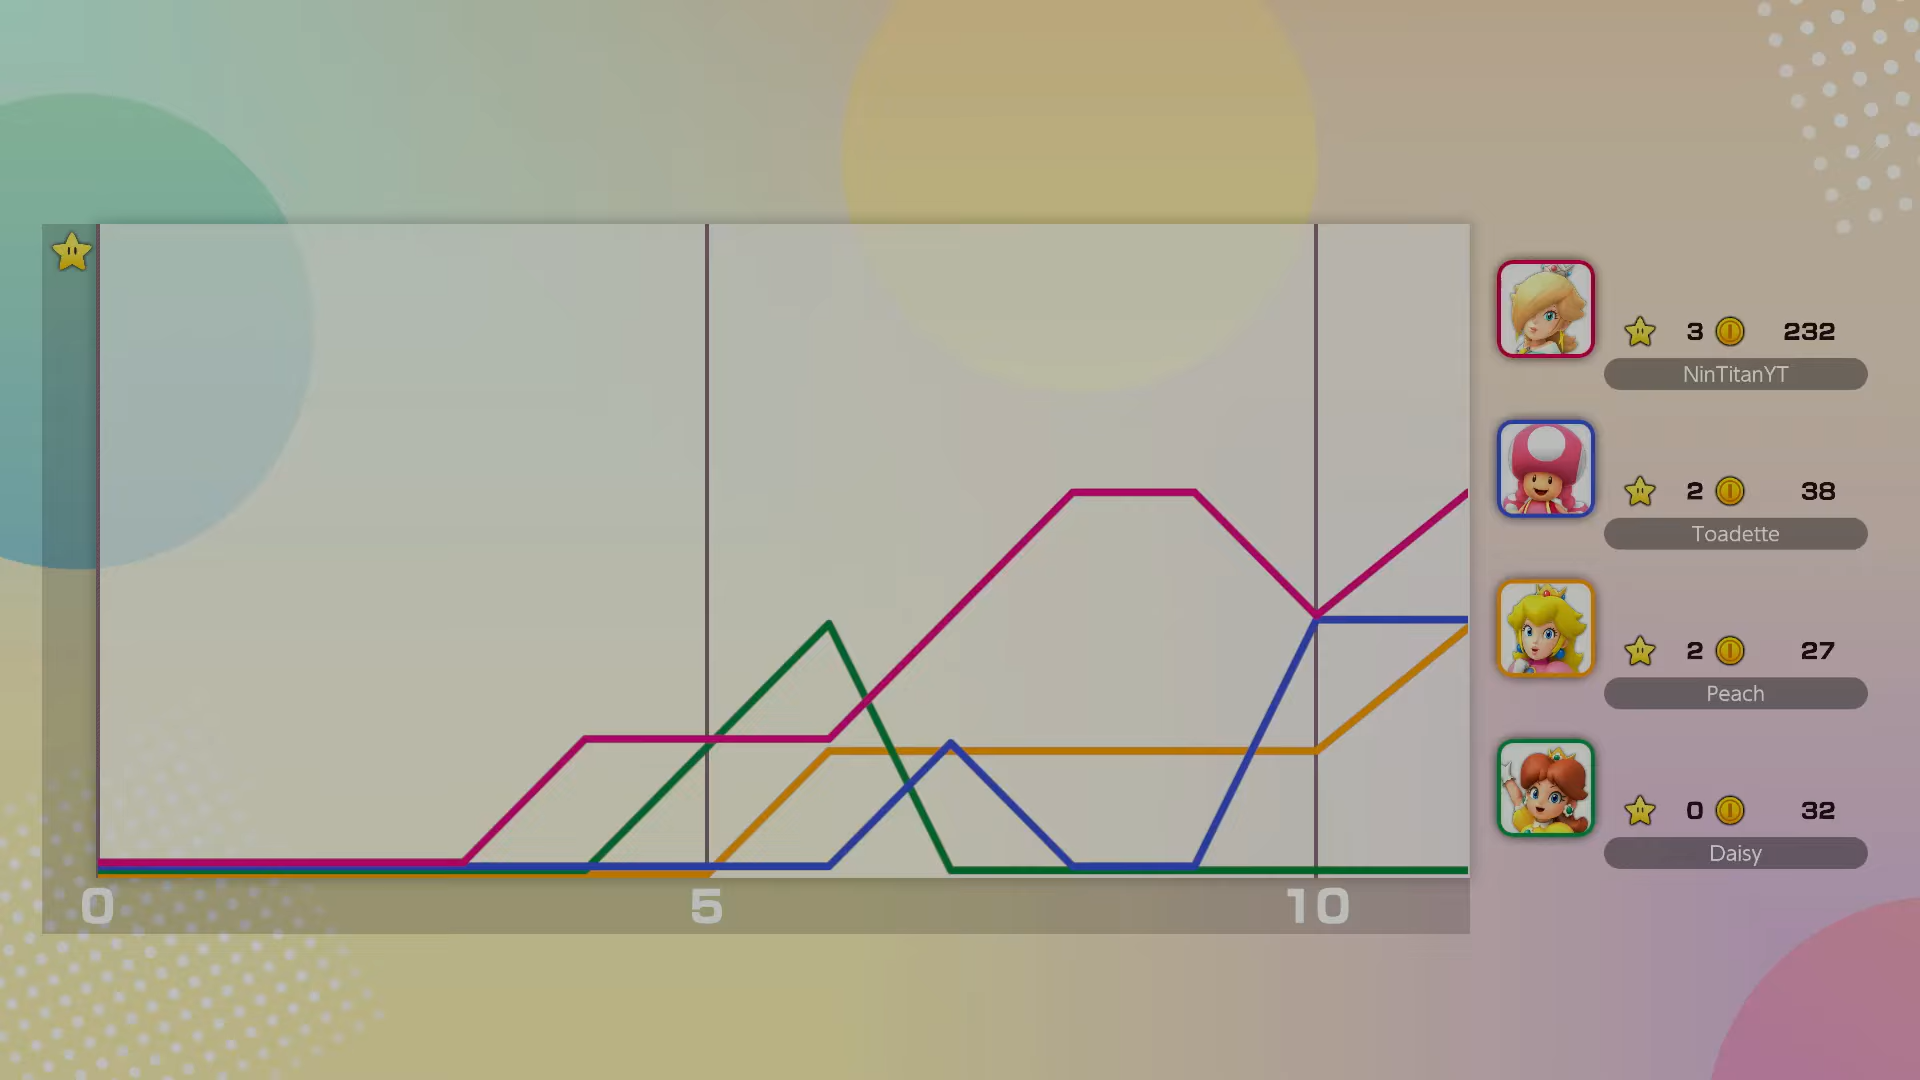 3 232
NinTitanYT
2 38
Toadette
2 27
Peach
0 32
Daisy
0 5 10